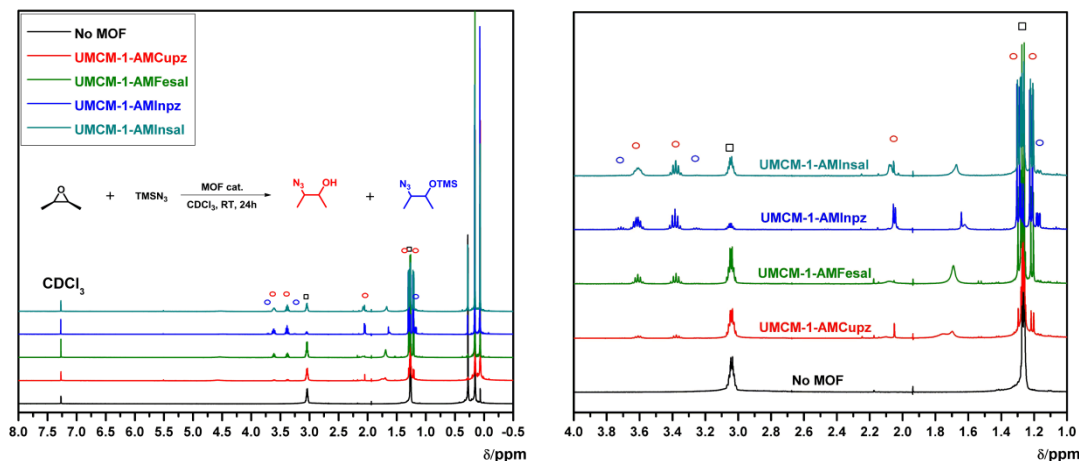 No MOF
UMCM-1-AMCupz
UMCM-1-AMFesal
UMCM-1-AMInpz
UMCM-1-AMInsal
O
+
TMSN3
MOF cat.
CDCl3, RT, 24h
N3
OH
+
N3
OTMS
CDCl3
8.0 7.5 7.0 6.5 6.0 5.5 5.0 4.5 4.0 3.5 3.0 2.5 2.0 1.5 1.0 0.5 0.0 -0.5
δ/ppm
UMCM-1-AMInsal
UMCM-1-AMInpz
UMCM-1-AMFesal
UMCM-1-AMCupz
No MOF
4.0 3.8 3.6 3.4 3.2 3.0 2.8 2.6 2.4 2.2 2.0 1.8 1.6 1.4 1.2 1.0
δ/ppm